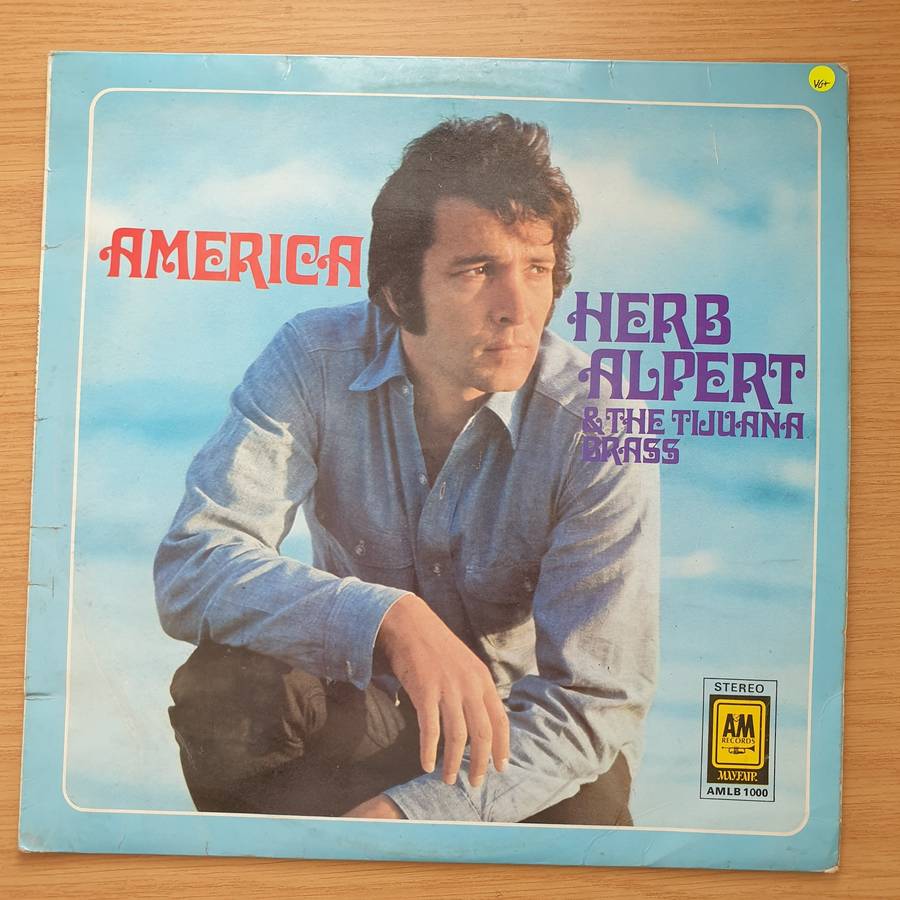 VG+
AMERICA
HERB
ALPERT
& THE TIJUANA
BRASS
STEREO
A&M
RECORDS
MAYFAIR
AMLB 1000